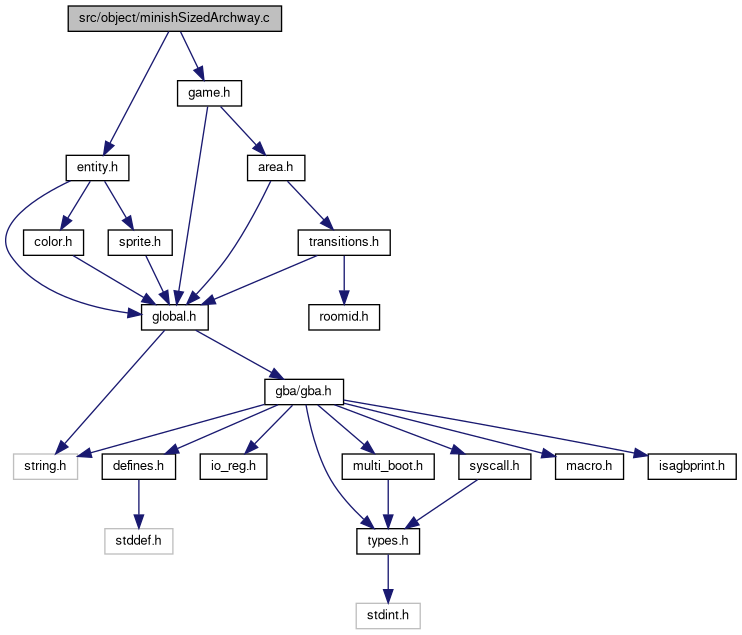 src/object/minishSizedArchway.c
game.h
entity.h
area.h
color.h
sprite.h
transitions.h
global.h
roomid.h
gba/gba.h
string.h
defines.h
io_reg.h
multi_boot.h
syscall.h
macro.h
isagbprint.h
stddef.h
types.h
stdint.h